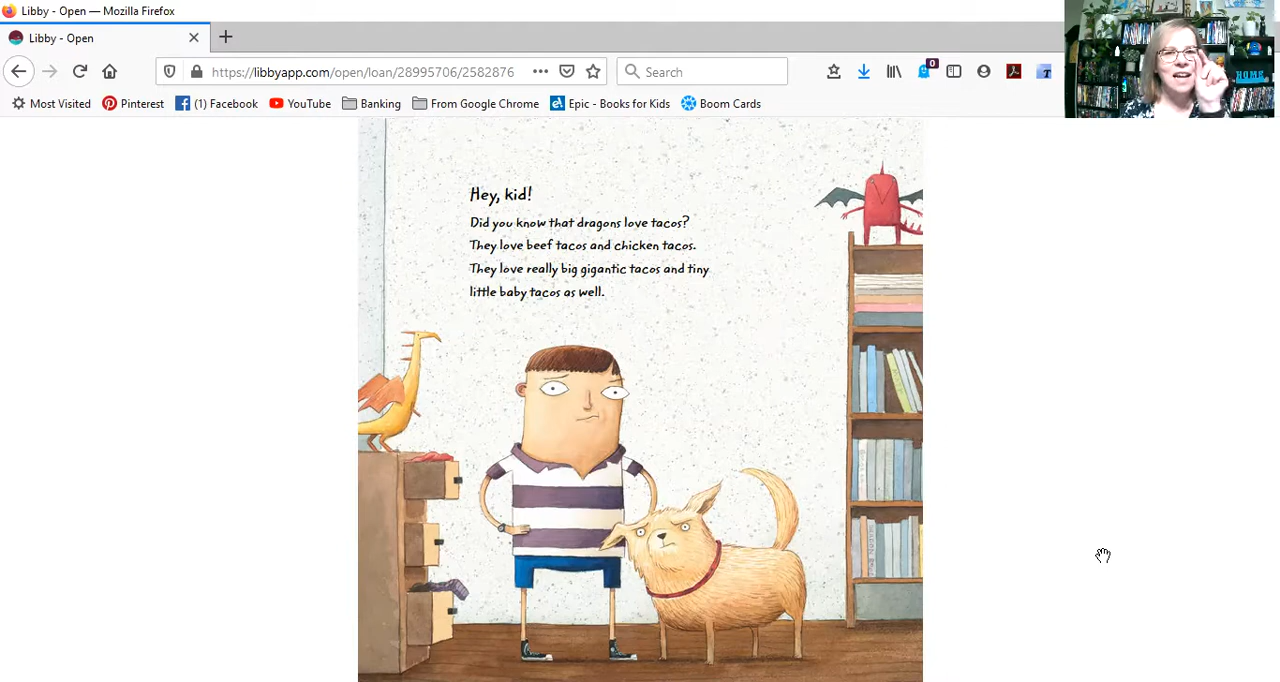 Libby - Open — Mozilla Firefox
Libby - Open
https://libbyapp.com/open/loan/28995706/2582876
Search
0
T
Most Visited
Pinterest
(1) Facebook
YouTube
Banking
From Google Chrome
Epic - Books for Kids
Boom Cards
HOME
Hey, kid!
Did you know that dragons love tacos?
They love beef tacos and chicken tacos.
They love really big gigantic tacos and tiny
little baby tacos as well.